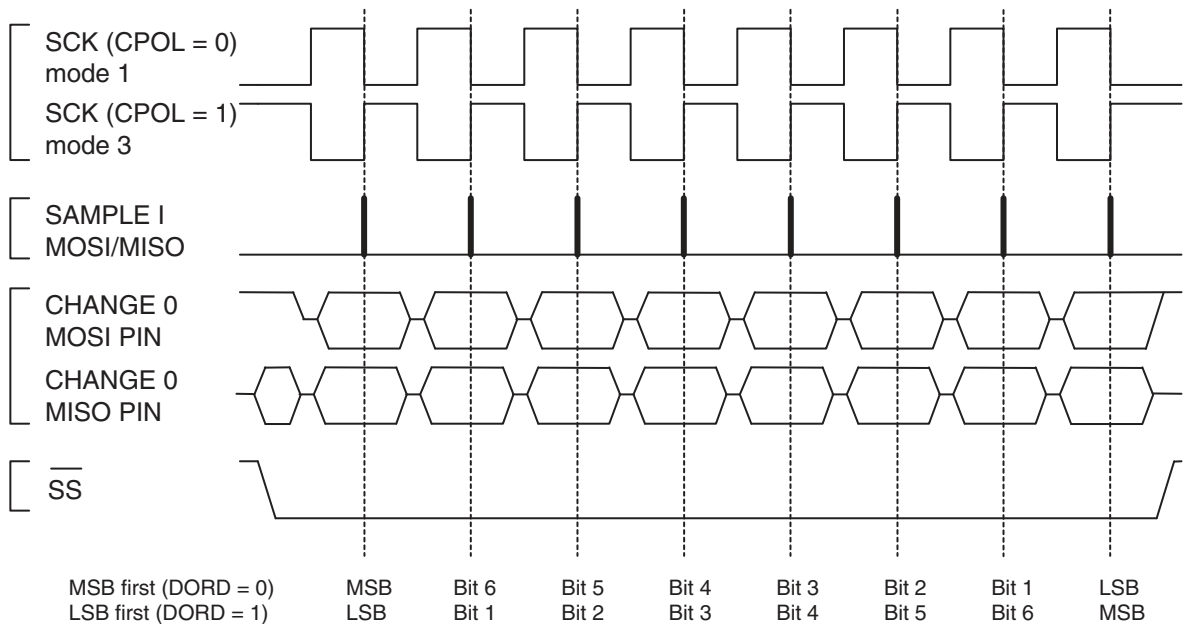 SCK (CPOL = 0)
mode 1
SCK (CPOL = 1)
mode 3
SAMPLE I
MOSI/MISO
CHANGE 0
MOSI PIN
CHANGE 0
MISO PIN
SS
MSB first (DORD = 0) MSB Bit 6 Bit 5 Bit 4 Bit 3 Bit 2 Bit 1 LSB
LSB first (DORD = 1) LSB Bit 1 Bit 2 Bit 3 Bit 4 Bit 5 Bit 6 MSB